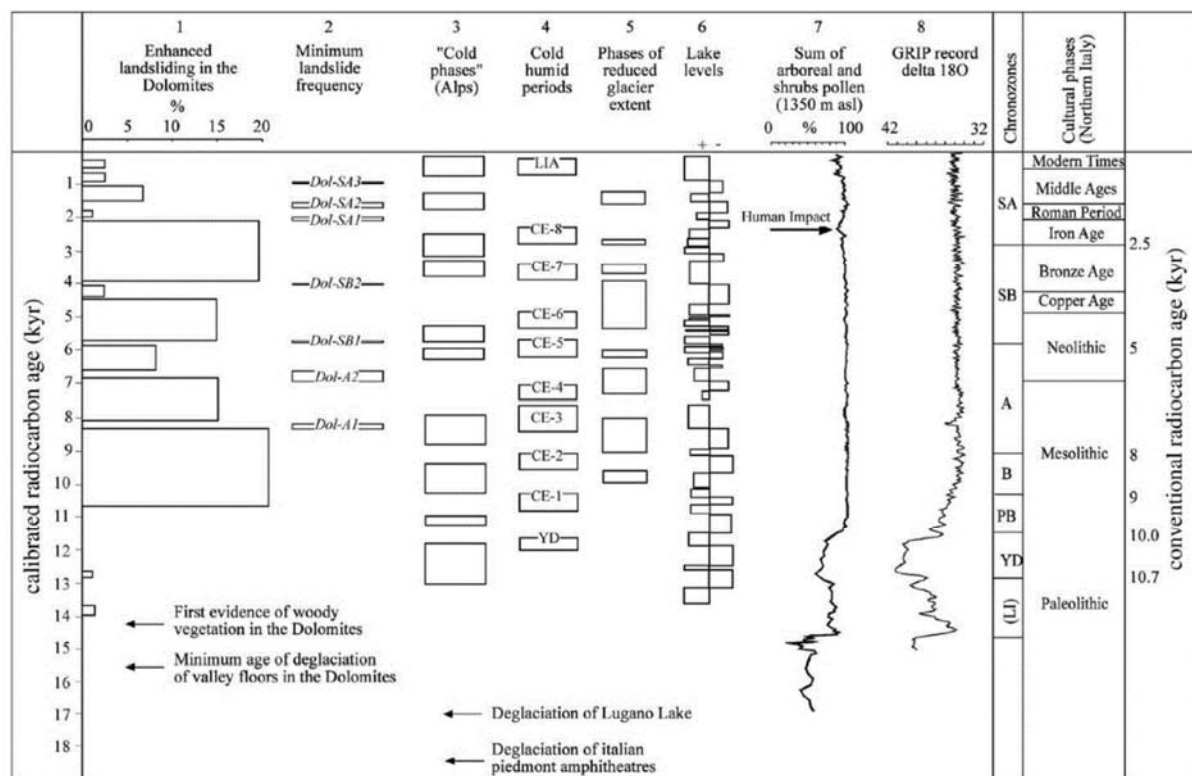 1
Enhanced
landsliding in the
Dolomites
%
0 5 10 15 20
2
Minimum
landslide
frequency
3
"Cold
phases"
(Alps)
4
Cold
humid
periods
5
Phases of
reduced
glacier
extent
6
Lake
levels
+ -
7
Sum of
arboreal and
shrubs pollen
(1350 m asl)
0 % 100
8
GRIP record
delta 18O
42 32
Chronozones
Cultural phases
(Northern Italy)
calibrated radiocarbon age (kyr)
1
2
3
4
5
6
7
8
9
10
11
12
13
14
15
16
17
18
Dol-SA3
Dol-SA2
Dol-SA1
Dol-SB2
Dol-SB1
Dol-A2
Dol-A1
LIA
CE-8
CE-7
CE-6
CE-5
CE-4
CE-3
CE-2
CE-1
YD
Human Impact
First evidence of woody
vegetation in the Dolomites
Minimum age of deglaciation
of valley floors in the Dolomites
Deglaciation of Lugano Lake
Deglaciation of italian
piedmont amphitheatres
SA
SB
A
B
PB
YD
(LI)
Modern Times
Middle Ages
Roman Period
Iron Age
Bronze Age
Copper Age
Neolithic
Mesolithic
Paleolithic
2.5
5
8
9
10.0
10.7
conventional radiocarbon age (kyr)